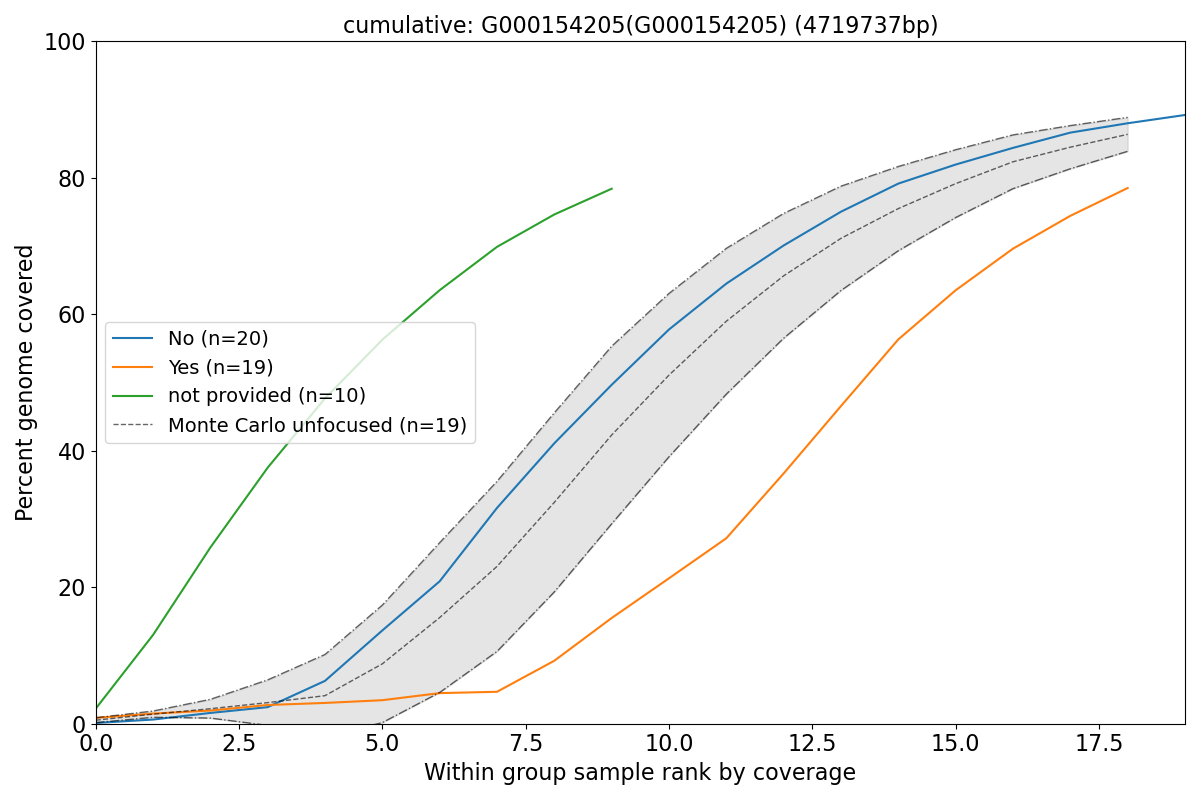 cumulative: G000154205(G000154205) (4719737bp)
100
80
60
40
20
0
Percent genome covered
No (n=20)
Yes (n=19)
not provided (n=10)
Monte Carlo unfocused (n=19)
0.0 2.5 5.0 7.5 10.0 12.5 15.0 17.5
Within group sample rank by coverage